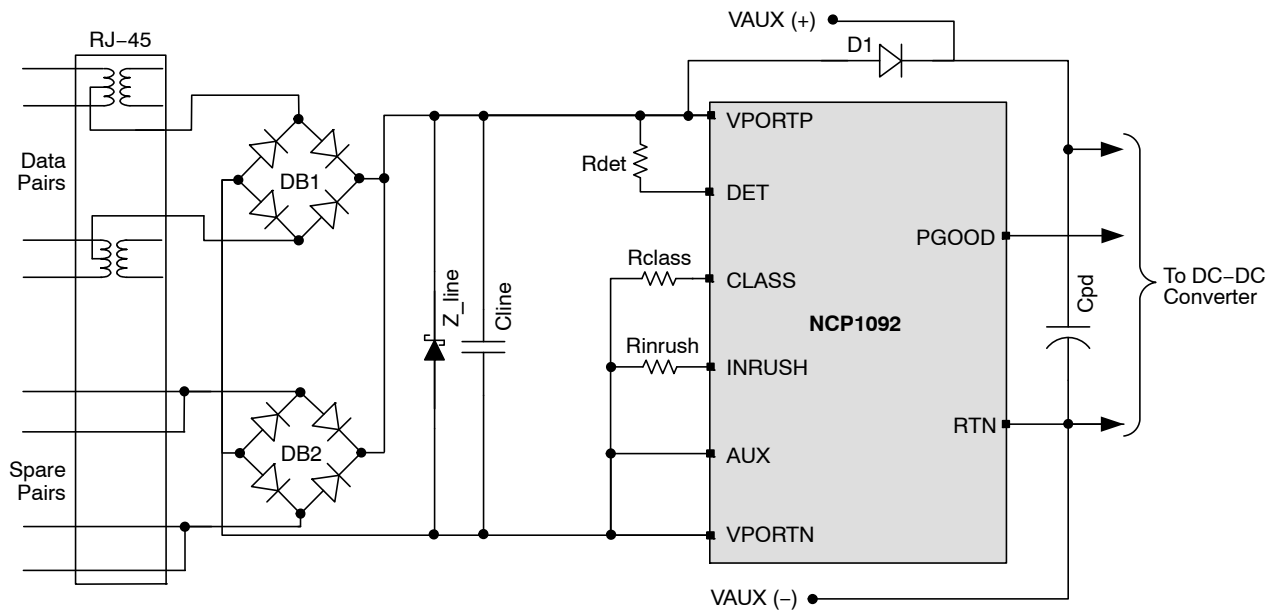 VAUX (+)
RJ−45
D1
VPORTP
Data
Pairs
Rdet
DB1
DET
PGOOD
Rclass
CLASS
To DC−DC
Converter
Z_line
Cline
Cpd
NCP1092
Rinrush
INRUSH
RTN
DB2
AUX
Spare
Pairs
VPORTN
VAUX (−)